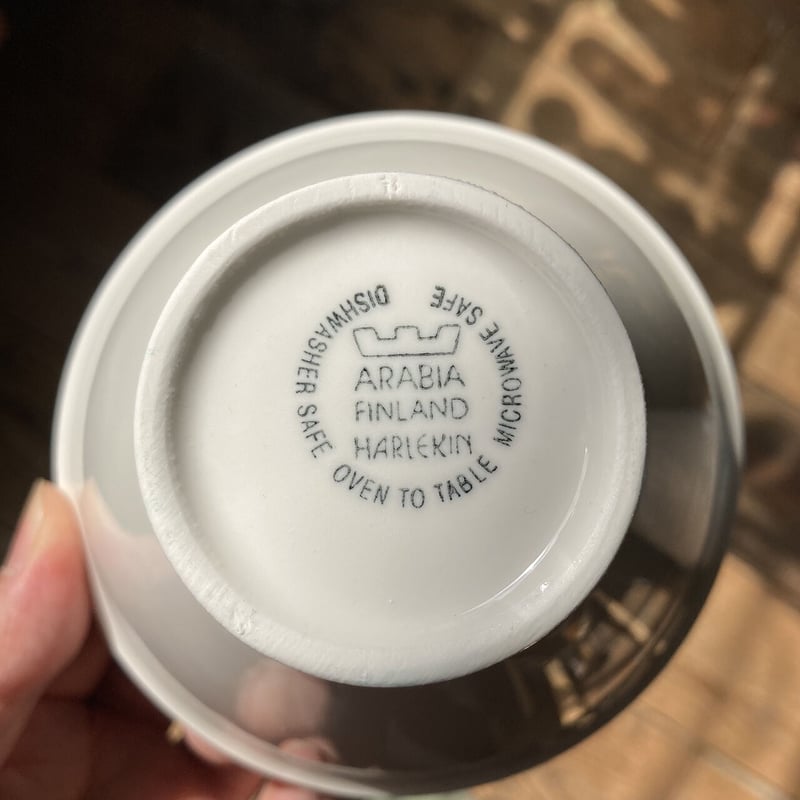 ARABIA
FINLAND
HARLEKIN
DISHWASHER SAFE OVEN TO TABLE MICROWAVE SAFE